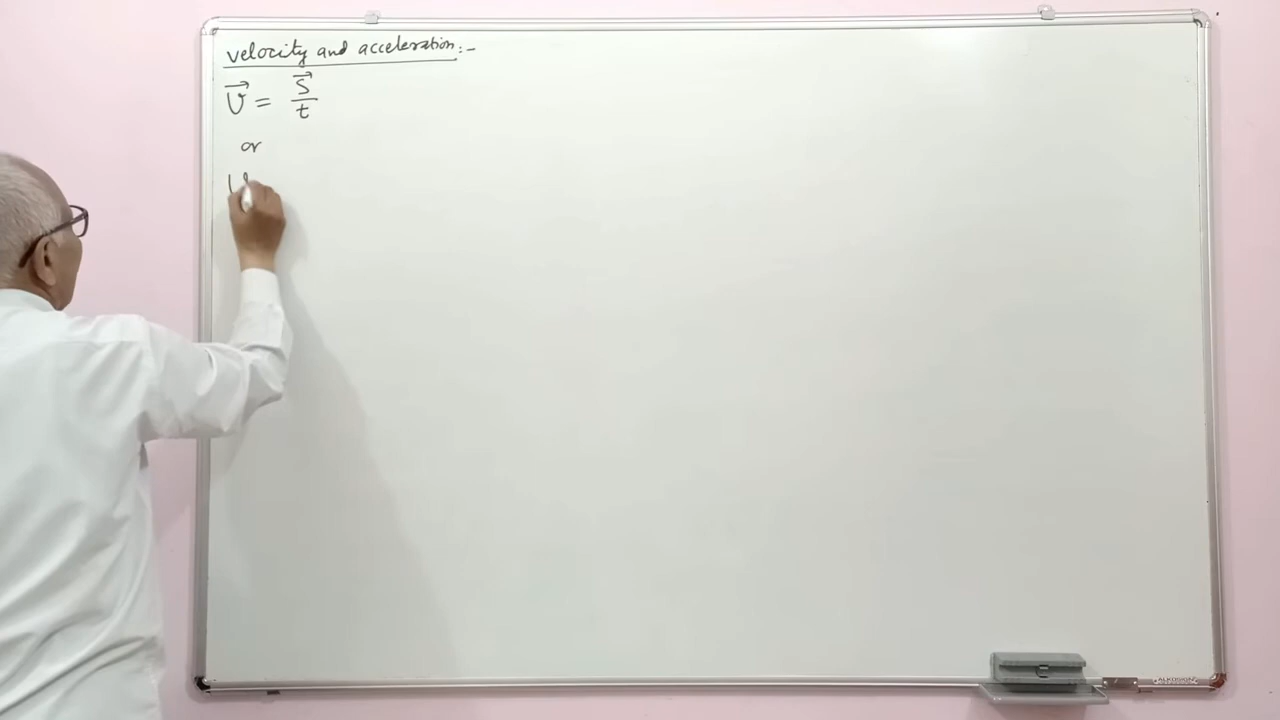 velocity and acceleration:-
v⃗ = s⃗/t
or